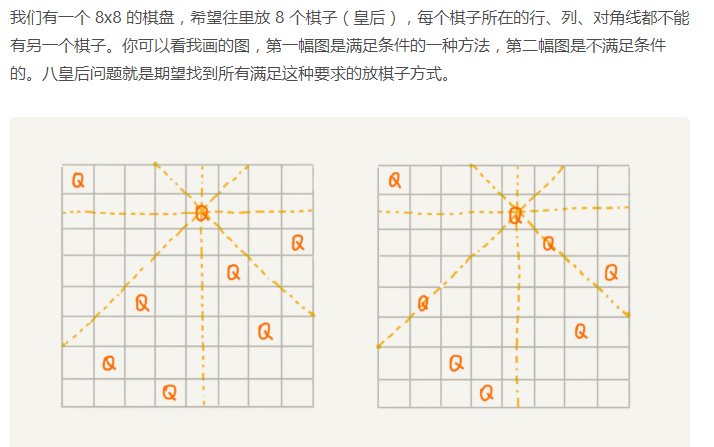 我们有一个 8x8 的棋盘，希望往里放 8 个棋子（皇后），每个棋子所在的行、列、对角线都不能
有另一个棋子。你可以看我画的图，第一幅图是满足条件的一种方法，第二幅图是不满足条件
的。八皇后问题就是期望找到所有满足这种要求的放棋子方式。
Q Q
Q Q
Q Q
Q Q
Q Q
Q Q
Q Q
Q Q